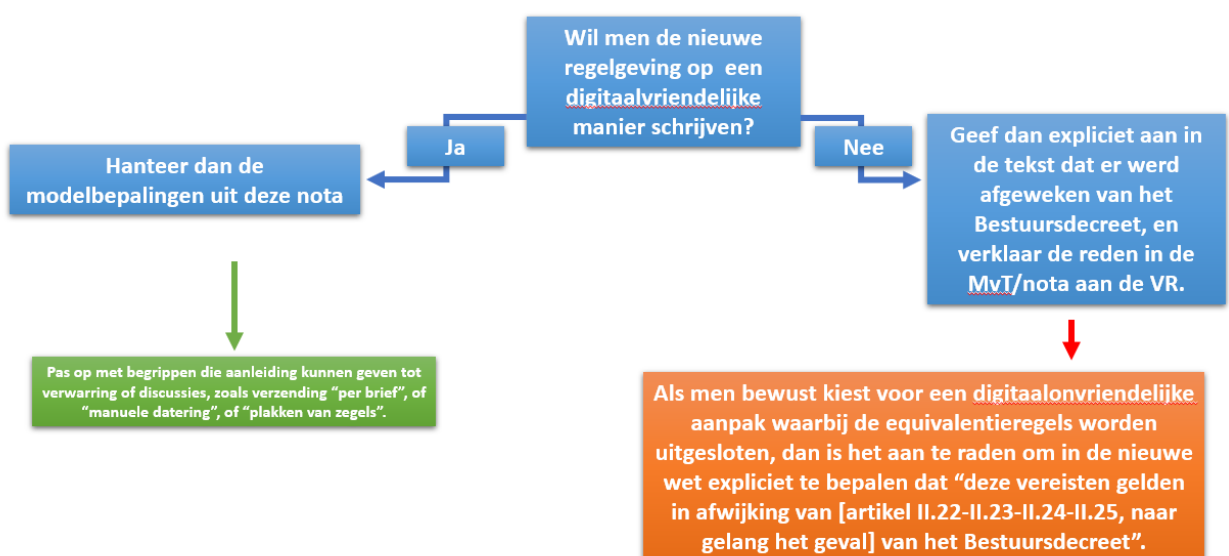 Wil men de nieuwe
regelgeving op een
digitaalvriendelijke
manier schrijven?
Ja
Nee
Hanteer dan de
modelbepalingen uit deze nota
Geef dan expliciet aan in
de tekst dat er werd
afgeweken van het
Bestuursdecreet, en
verklaar de reden in de
MvT/nota aan de VR.
Pas op met begrippen die aanleiding kunnen geven tot
verwarring of discussies, zoals verzending “per brief”, of
“manuele datering”, of “plakken van zegels”.
Als men bewust kiest voor een digitaalonvriendelijke
aanpak waarbij de equivalentieregels worden
uitgesloten, dan is het aan te raden om in de nieuwe
wet expliciet te bepalen dat “deze vereisten gelden
in afwijking van [artikel II.22-II.23-II.24-II.25, naar
gelang het geval] van het Bestuursdecreet”.